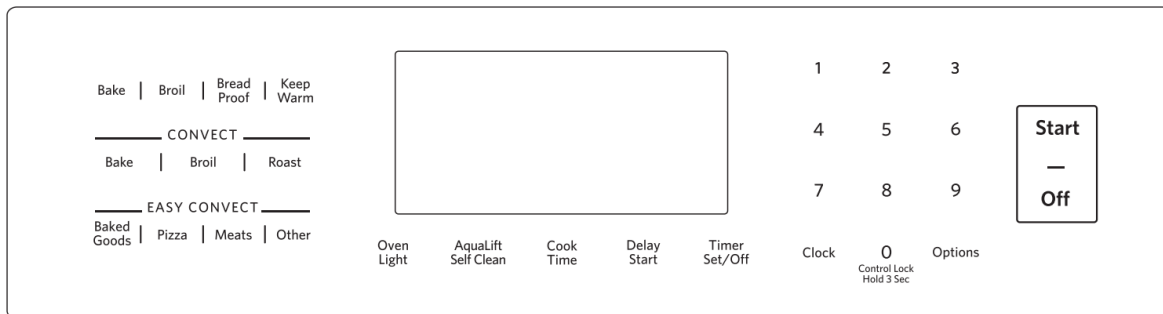 Bake Broil Bread Proof Keep Warm
CONVECT
Bake Broil Roast
EASY CONVECT
Baked Goods Pizza Meats Other
Oven Light AquaLift Self Clean Cook Time Delay Start Timer Set/Off
1 2 3
4 5 6
7 8 9
Clock 0 Options
Control Lock
Hold 3 Sec
Start
—
Off